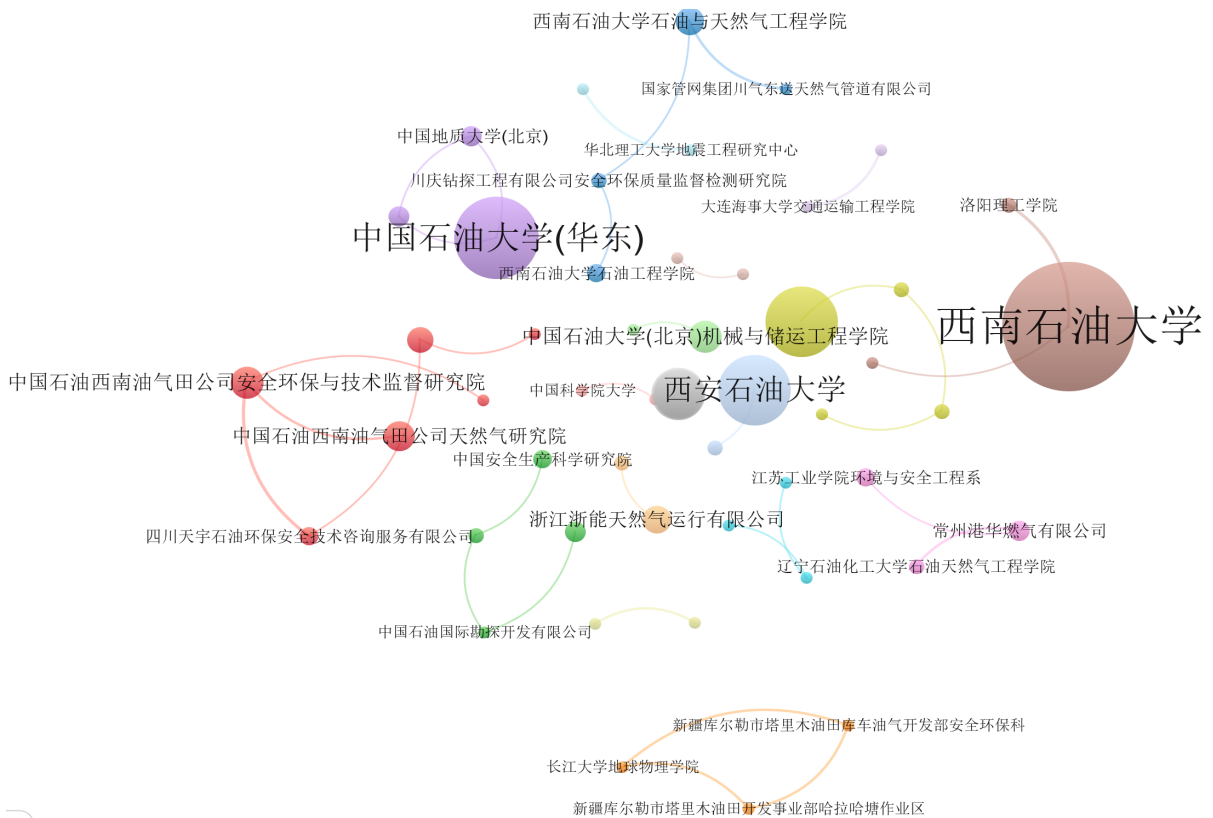 西南石油大学石油与天然气工程学院
国家管网集团川气东送天然气管道有限公司
中国地质大学(北京)
华北理工大学地震工程研究中心
川庆钻探工程有限公司安全环保质量监督检测研究院
大连海事大学交通运输工程学院
洛阳理工学院
中国石油大学(华东)
西南石油大学石油工程学院
西南石油大学
中国石油大学(北京)机械与储运工程学院
中国石油西南油气田公司安全环保与技术监督研究院
中国科学院大学
西安石油大学
中国石油西南油气田公司天然气研究院
中国安全生产科学研究院
江苏工业学院环境与安全工程系
浙江浙能天然气运行有限公司
常州港华燃气有限公司
四川天宇石油环保安全技术咨询服务有限公司
辽宁石油化工大学石油天然气工程学院
中国石油国际勘探开发有限公司
新疆库尔勒市塔里木油田库车油气开发部安全环保科
长江大学地球物理学院
新疆库尔勒市塔里木油田开发事业部哈拉哈塘作业区